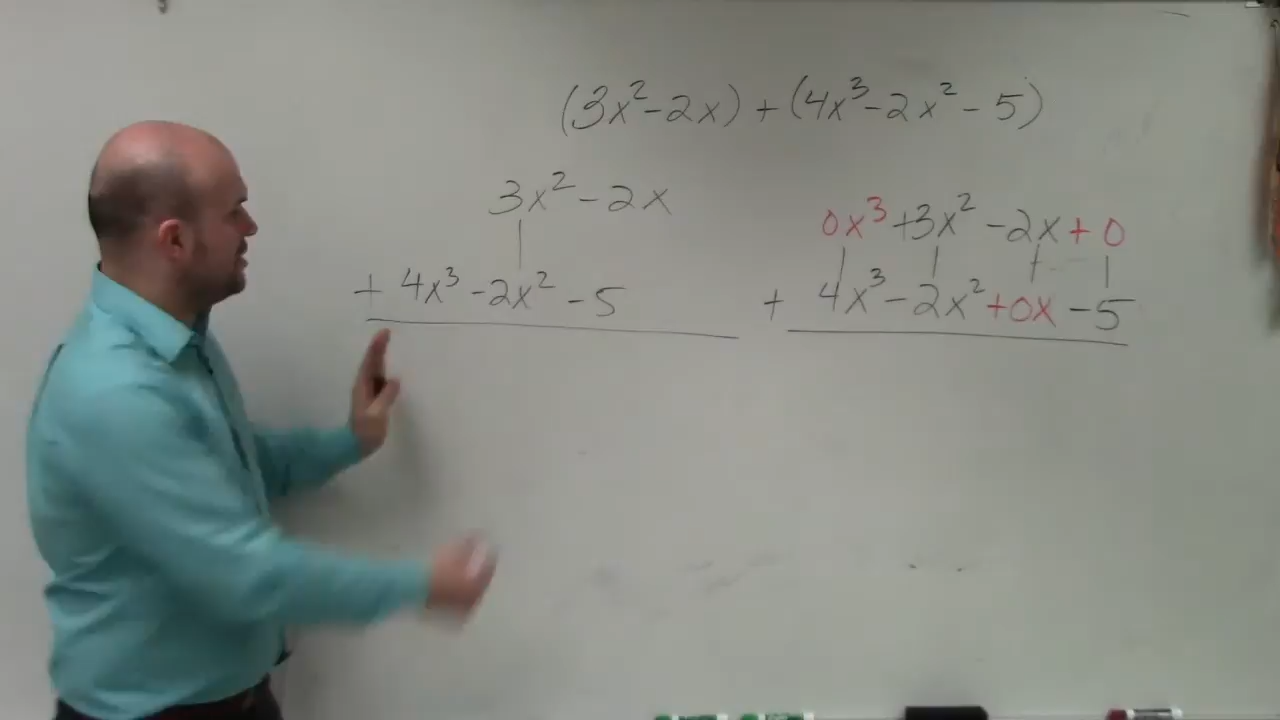 (3x²-2x) + (4x³-2x²-5)
3x²-2x
+ 4x³-2x²-5
0x³+3x²-2x+0
+ 4x³-2x²+0x-5